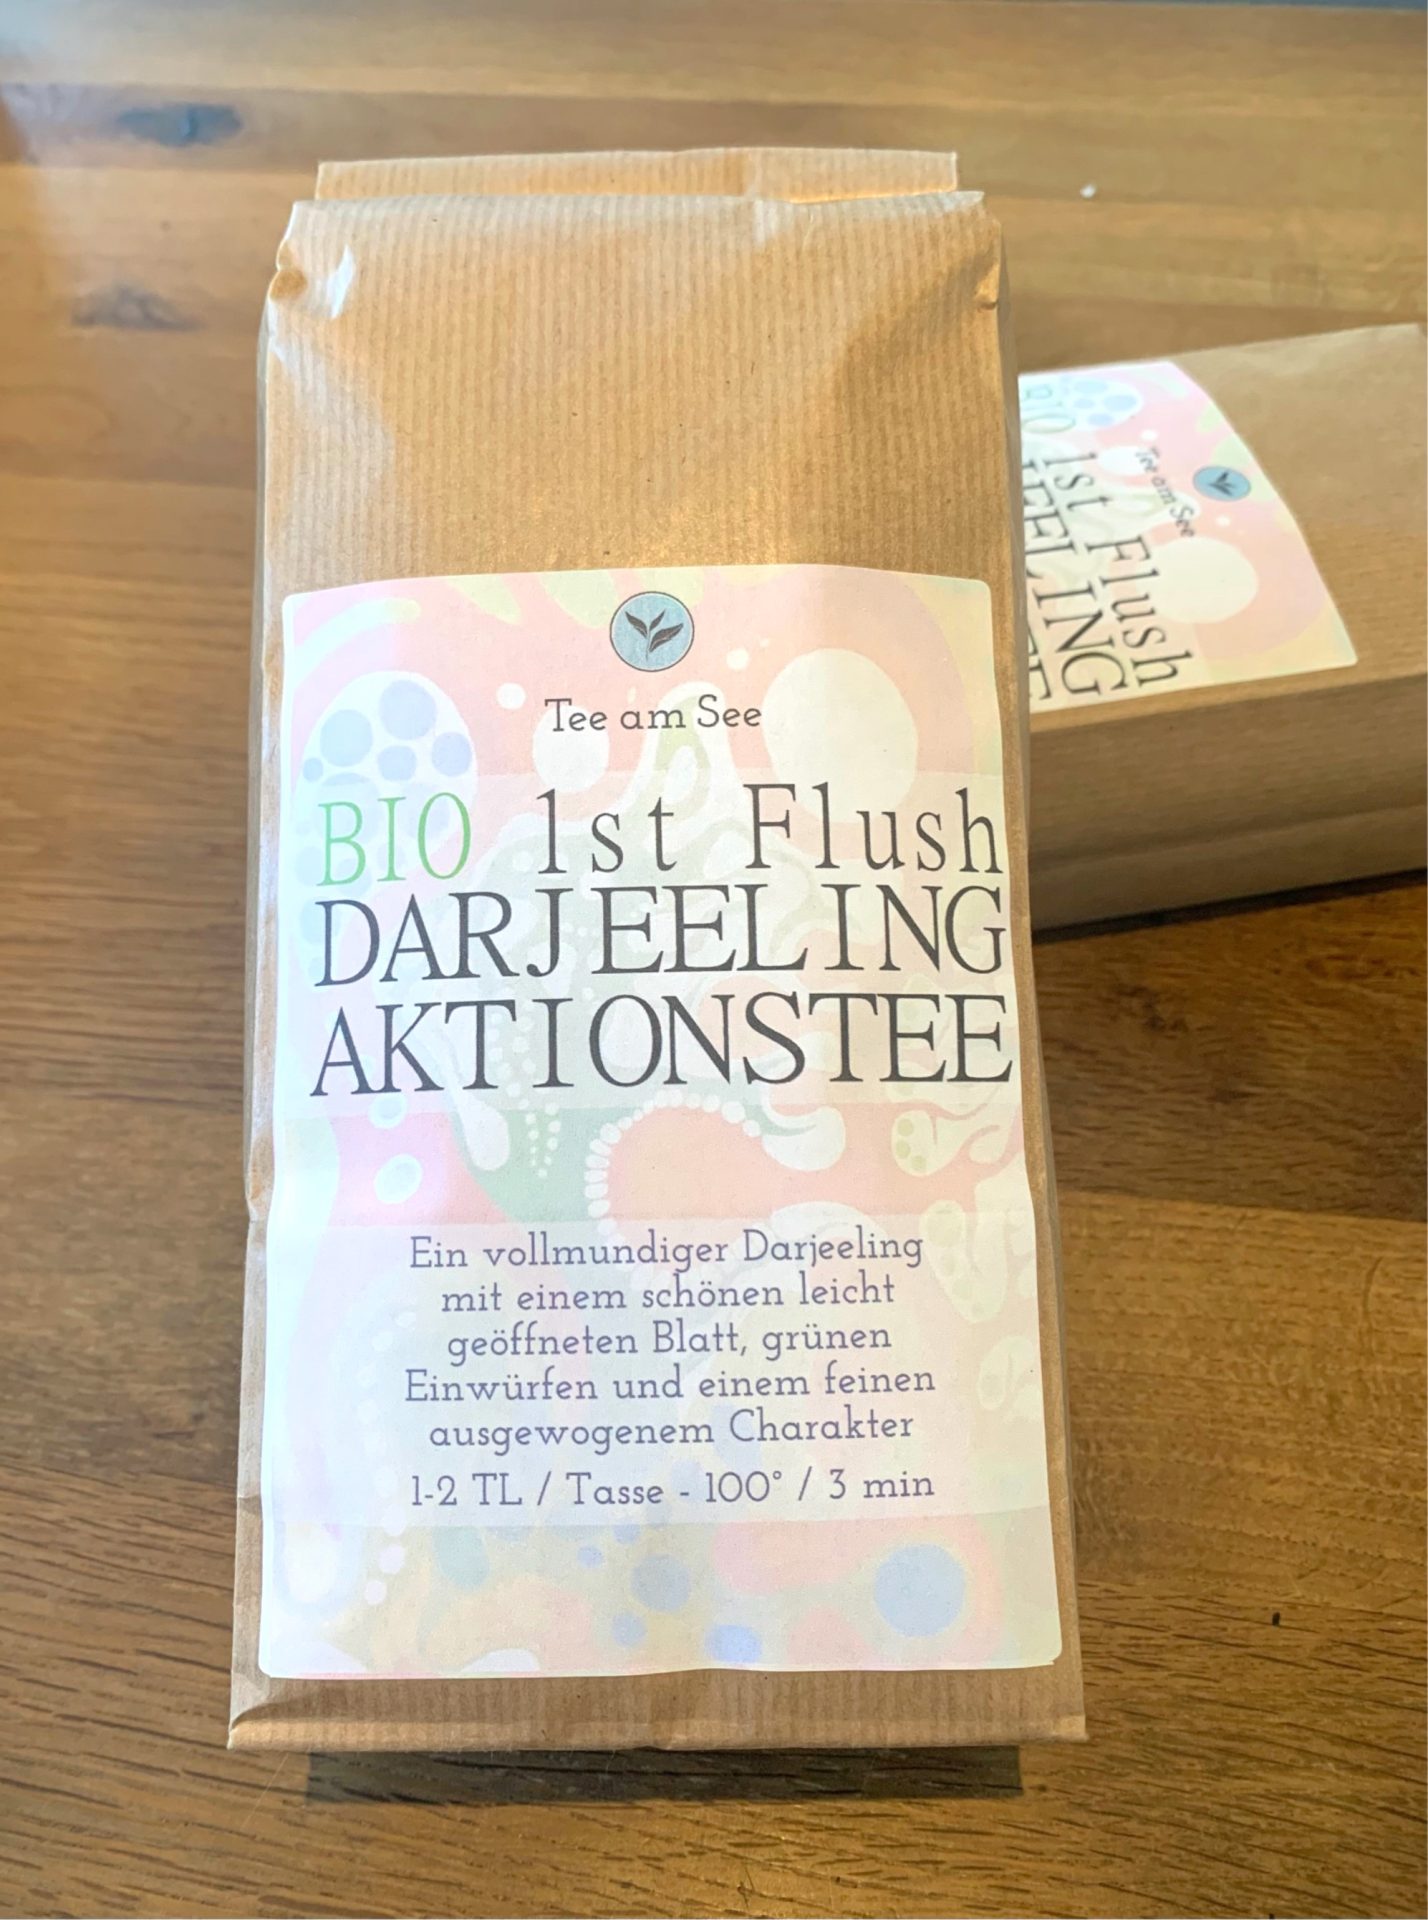 Tee am See
BIO 1st Flush
DARJEELING
AKTIONSTEE
Ein vollmundiger Darjeeling
mit einem schönen leicht
geöffneten Blatt, grünen
Einwürfen und einem feinen
ausgewogenem Charakter
1-2 TL / Tasse - 100° / 3 min
Tee am See
BIO 1st Flush